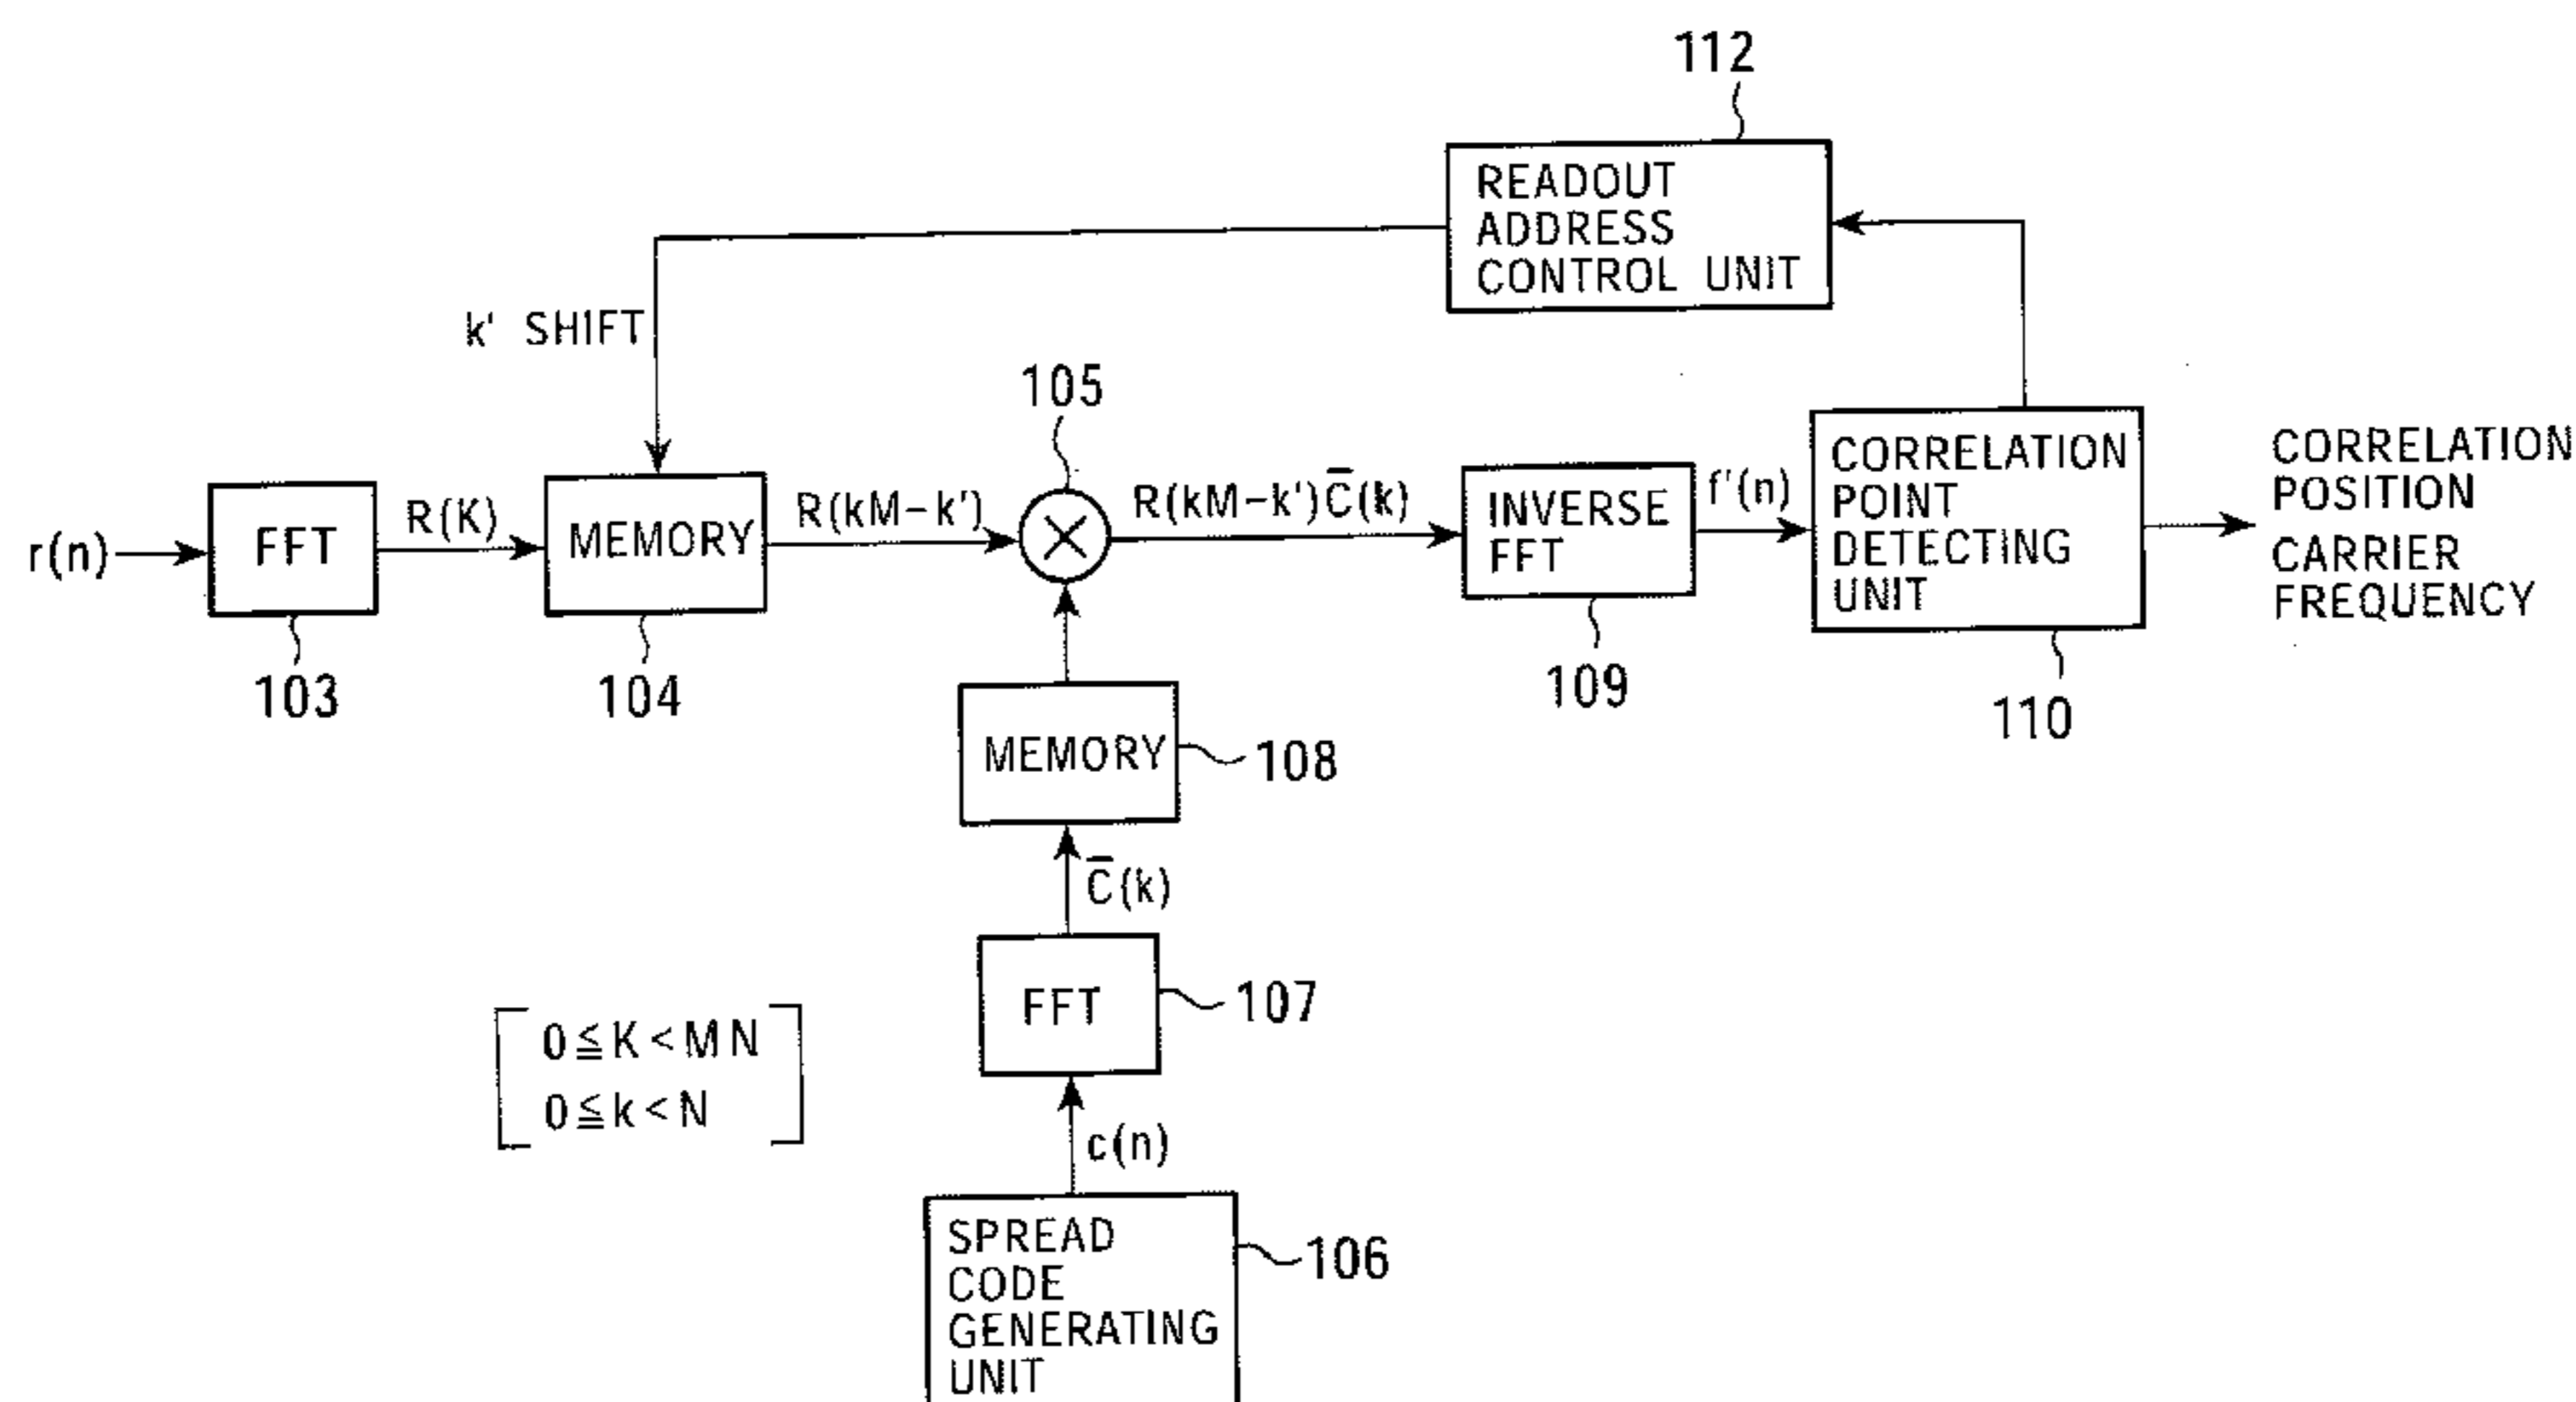 112
READOUT
ADDRESS
CONTROL UNIT
k' SHIFT
105
r(n)
FFT
R(K)
MEMORY
R(kM-k')
R(kM-k')C̅(k)
INVERSE
FFT
f'(n)
CORRELATION
POINT
DETECTING
UNIT
CORRELATION
POSITION
CARRIER
FREQUENCY
103
104
109
110
MEMORY
108
C̅(k)
FFT
107
0≦K<MN
0≦k<N
c(n)
SPREAD
CODE
GENERATING
UNIT
106